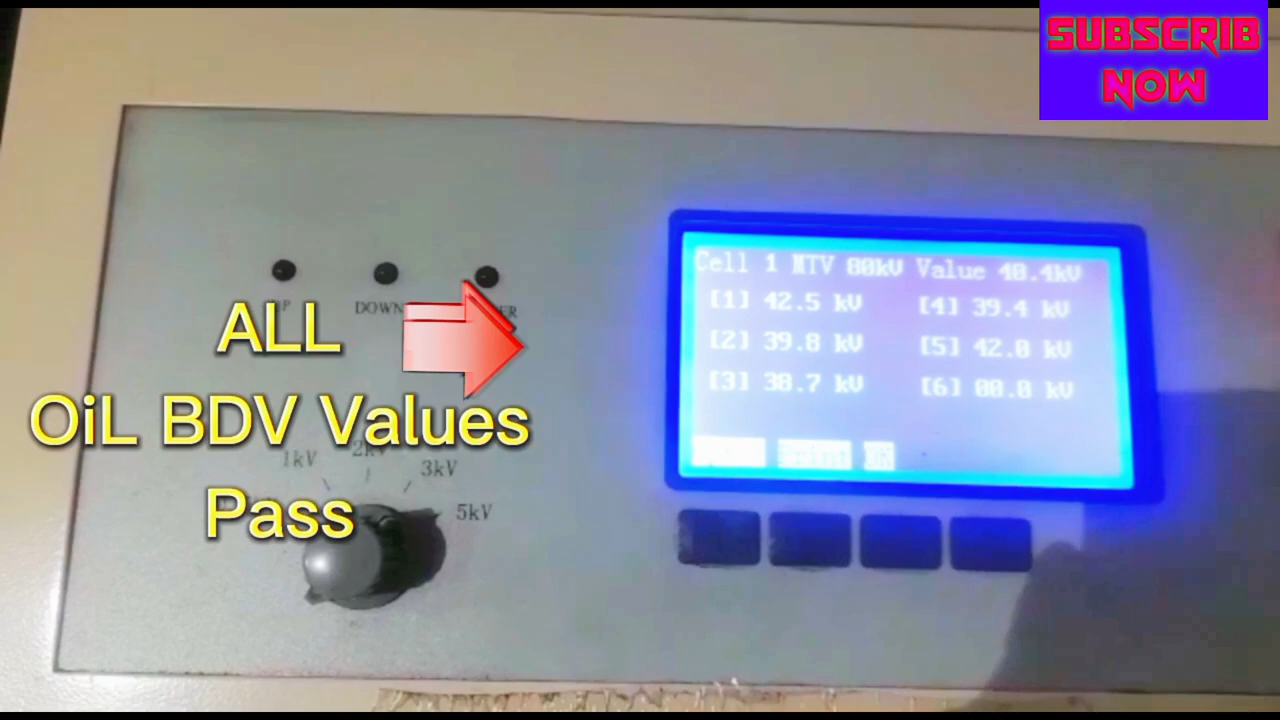 SUBSCRIB
NOW
Cell 1 MTV 80kV Value 40.4kV
[1] 42.5 kV [4] 39.4 kV
[2] 39.8 kV [5] 42.0 kV
[3] 38.7 kV [6] 00.0 kV
Print
DOWN
ALL
OiL BDV Values
Pass
1kV
2kV
3kV
5kV